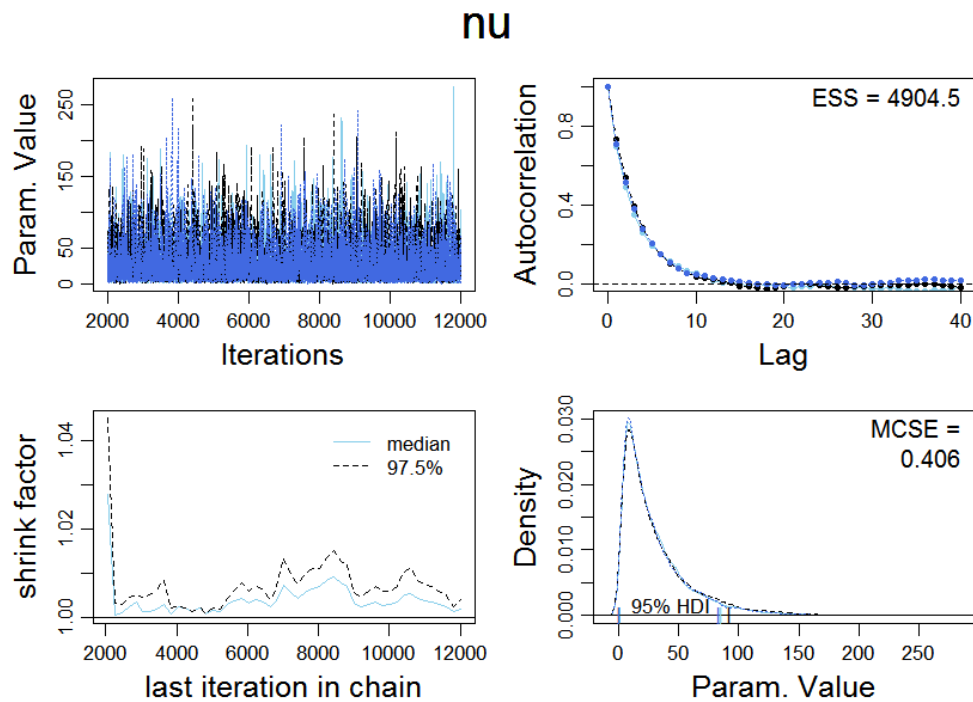 nu
Param. Value
0 50 150 250
2000 4000 6000 8000 10000 12000
Iterations
Autocorrelation
0.0 0.4 0.8
ESS = 4904.5
0 10 20 30 40
Lag
shrink factor
1.00 1.02 1.04
median
97.5%
2000 4000 6000 8000 10000 12000
last iteration in chain
Density
0.000 0.010 0.020 0.030
MCSE =
0.406
95% HDI
0 50 100 150 200 250
Param. Value